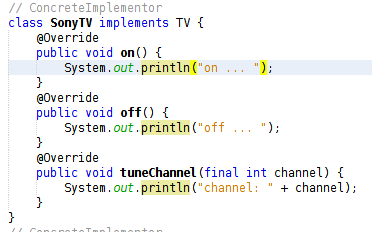 // ConcreteImplementor
class SonyTV implements TV {
    @Override
    public void on() {
        System.out.println("on ... ");
    }
    @Override
    public void off() {
        System.out.println("off ... ");
    }
    @Override
    public void tuneChannel(final int channel) {
        System.out.println("channel: " + channel);
    }
}
// ConcreteImplementor